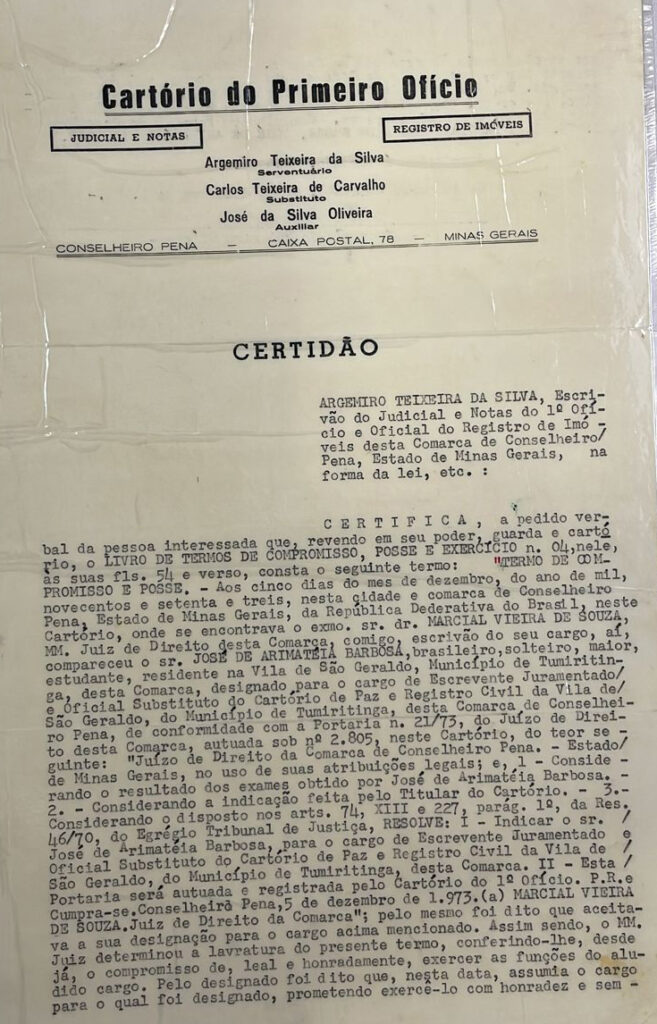 Cartório do Primeiro Ofício
JUDICIAL E NOTAS
REGISTRO DE IMÓVEIS
Argemiro Teixeira da Silva
Serventuário
Carlos Teixeira de Carvalho
Substituto
José da Silva Oliveira
Auxiliar
CONSELHEIRO PENA — CAIXA POSTAL, 78 — MINAS GERAIS
CERTIDÃO
ARGEMIRO TEIXEIRA DA SILVA, Escri-
vão do Judicial e Notas do 1º Ofí-
cio e Oficial do Registro de Imó -
veis desta Comarca de Conselheiro/
Pena, Estado de Minas Gerais, na
forma da lei, etc. :
C E R T I F I C A , a pedido ver-
bal da pessoa interessada que, revendo em seu poder, guarda e cartó
rio, o LIVRO DE TERMOS DE COMPROMISSO, POSSE E EXERCÍCIO n. 04,nele,
às suas fls. 54 e verso, consta o seguinte termo: "TERMO DE COM-
PROMISSO E POSSE. - Aos cinco dias do mes de dezembro, do ano de mil,
novecentos e setenta e treis, nesta cidade e comarca de Conselheiro
Pena, Estado de Minas Gerais, da República Dederativa do Brasil, neste
Cartório, onde se encontrava o exmo. sr. dr. MARCIAL VIEIRA DE SOUZA,
MM. Juiz de Direito desta Comarca, comigo, escrivão do seu cargo, aí,
compareceu o sr. JOSÉ DE ARIMATÉIA BARBOSA,brasileiro,solteiro, maior,
estudante, residente na Vila de São Geraldo, Município de Tumiritin-
ga, desta Comarca, designado para o cargo de Escrevente Juramentado/
e Oficial Substituto do Cartório de Paz e Registro Civil da Vila de/
São Geraldo, do Município de Tumiritinga, desta Comarca de Conselhei-
ro Pena, de conformidade com a Portaria n. 21/73, do Juízo de Direi-
to desta Comarca, autuada sob nº 2.805, neste Cartório, do teor se -
guinte: "Juízo de Direito da Comarca de Conselheiro Pena. - Estado/
de Minas Gerais, no uso de suas atribuições legais; e, 1 - Conside -
rando o resultado dos exames obtido por José de Arimatéia Barbosa. -
2. - Considerando a indicação feita pelo Titular do Cartório. - 3.-
Considerando o disposto nos arts. 74, XIII e 227, parág. 1º, da Res.
46/70, do Egrégio Tribunal de Justiça, RESOLVE: I - Indicar o sr. /
José de Arimatéia Barbosa, para o cargo de Escrevente Juramentado e
Oficial Substituto do Cartório de Paz e Registro Civil da Vila de /
São Geraldo, do Município de Tumiritinga, desta Comarca. II - Esta /
Portaria será autuada e registrada pelo Cartório do 1º Ofício. P.R.e
Cumpra-se.Conselheiro Pena,5 de dezembro de 1.973.(a) MARCIAL VIEIRA
DE SOUZA.Juiz de Direito da Comarca"; pelo mesmo foi dito que aceita-
va a sua designação para o cargo acima mencionado. Assim sendo, o MM.
Juiz determinou a lavratura do presente termo, conferindo-lhe, desde
já, o compromisso de, leal e honradamente, exercer as funções do alu-
dido cargo. Pelo designado foi dito que, nesta data, assumia o cargo
para o qual foi designado, prometendo exercê-lo com honradez e sem -